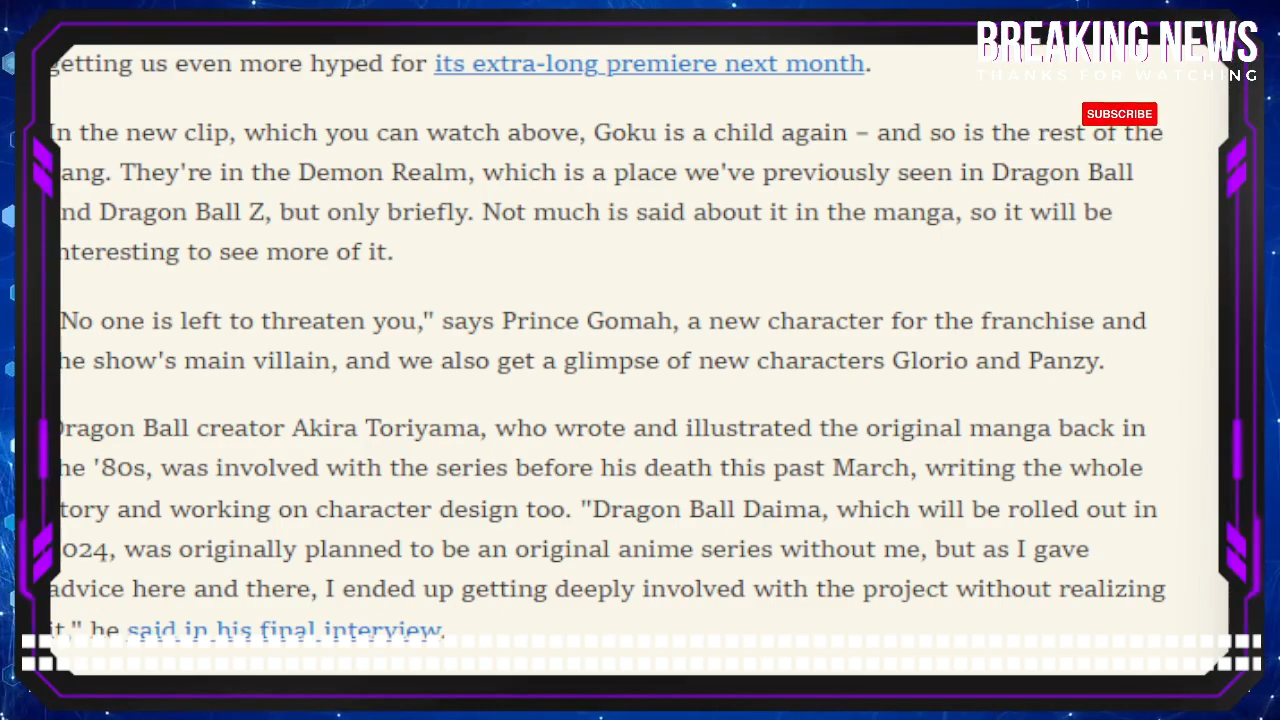 BREAKING NEWS
THANKS FOR WATCHING
SUBSCRIBE
getting us even more hyped for its extra-long premiere next month.
In the new clip, which you can watch above, Goku is a child again – and so is the rest of the
ang. They're in the Demon Realm, which is a place we've previously seen in Dragon Ball
nd Dragon Ball Z, but only briefly. Not much is said about it in the manga, so it will be
nteresting to see more of it.
"No one is left to threaten you," says Prince Gomah, a new character for the franchise and
he show's main villain, and we also get a glimpse of new characters Glorio and Panzy.
Dragon Ball creator Akira Toriyama, who wrote and illustrated the original manga back in
he '80s, was involved with the series before his death this past March, writing the whole
tory and working on character design too. "Dragon Ball Daima, which will be rolled out in
2024, was originally planned to be an original anime series without me, but as I gave
advice here and there, I ended up getting deeply involved with the project without realizing
it," he said in his final interview.